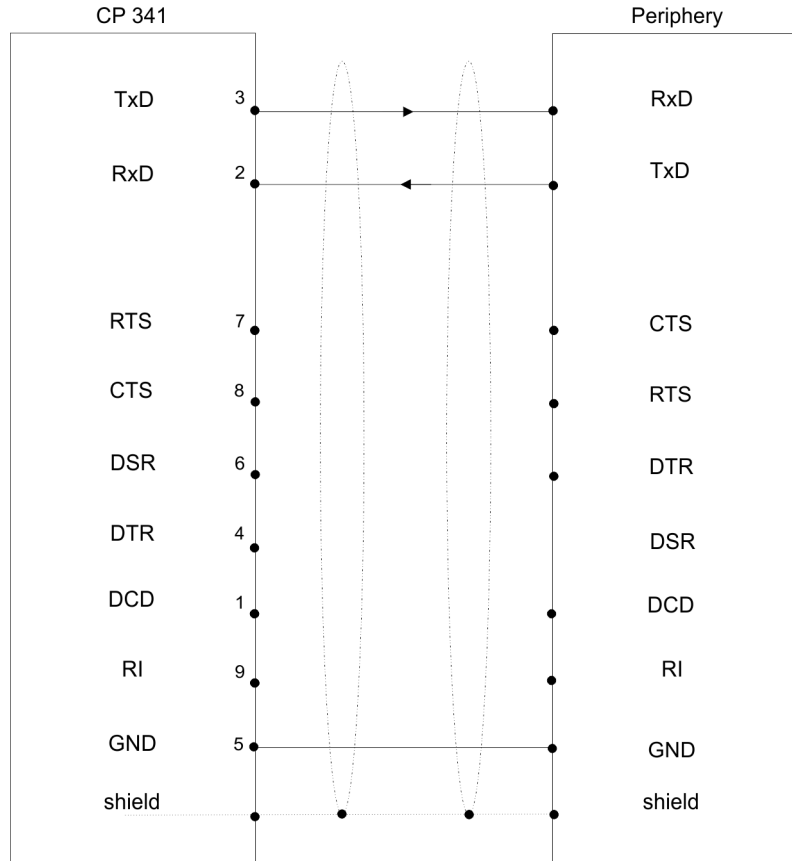 CP 341 Periphery
TxD 3 RxD
RxD 2 TxD
RTS 7 CTS
CTS 8 RTS
DSR 6 DTR
DTR 4 DSR
DCD 1 DCD
RI 9 RI
GND 5 GND
shield shield